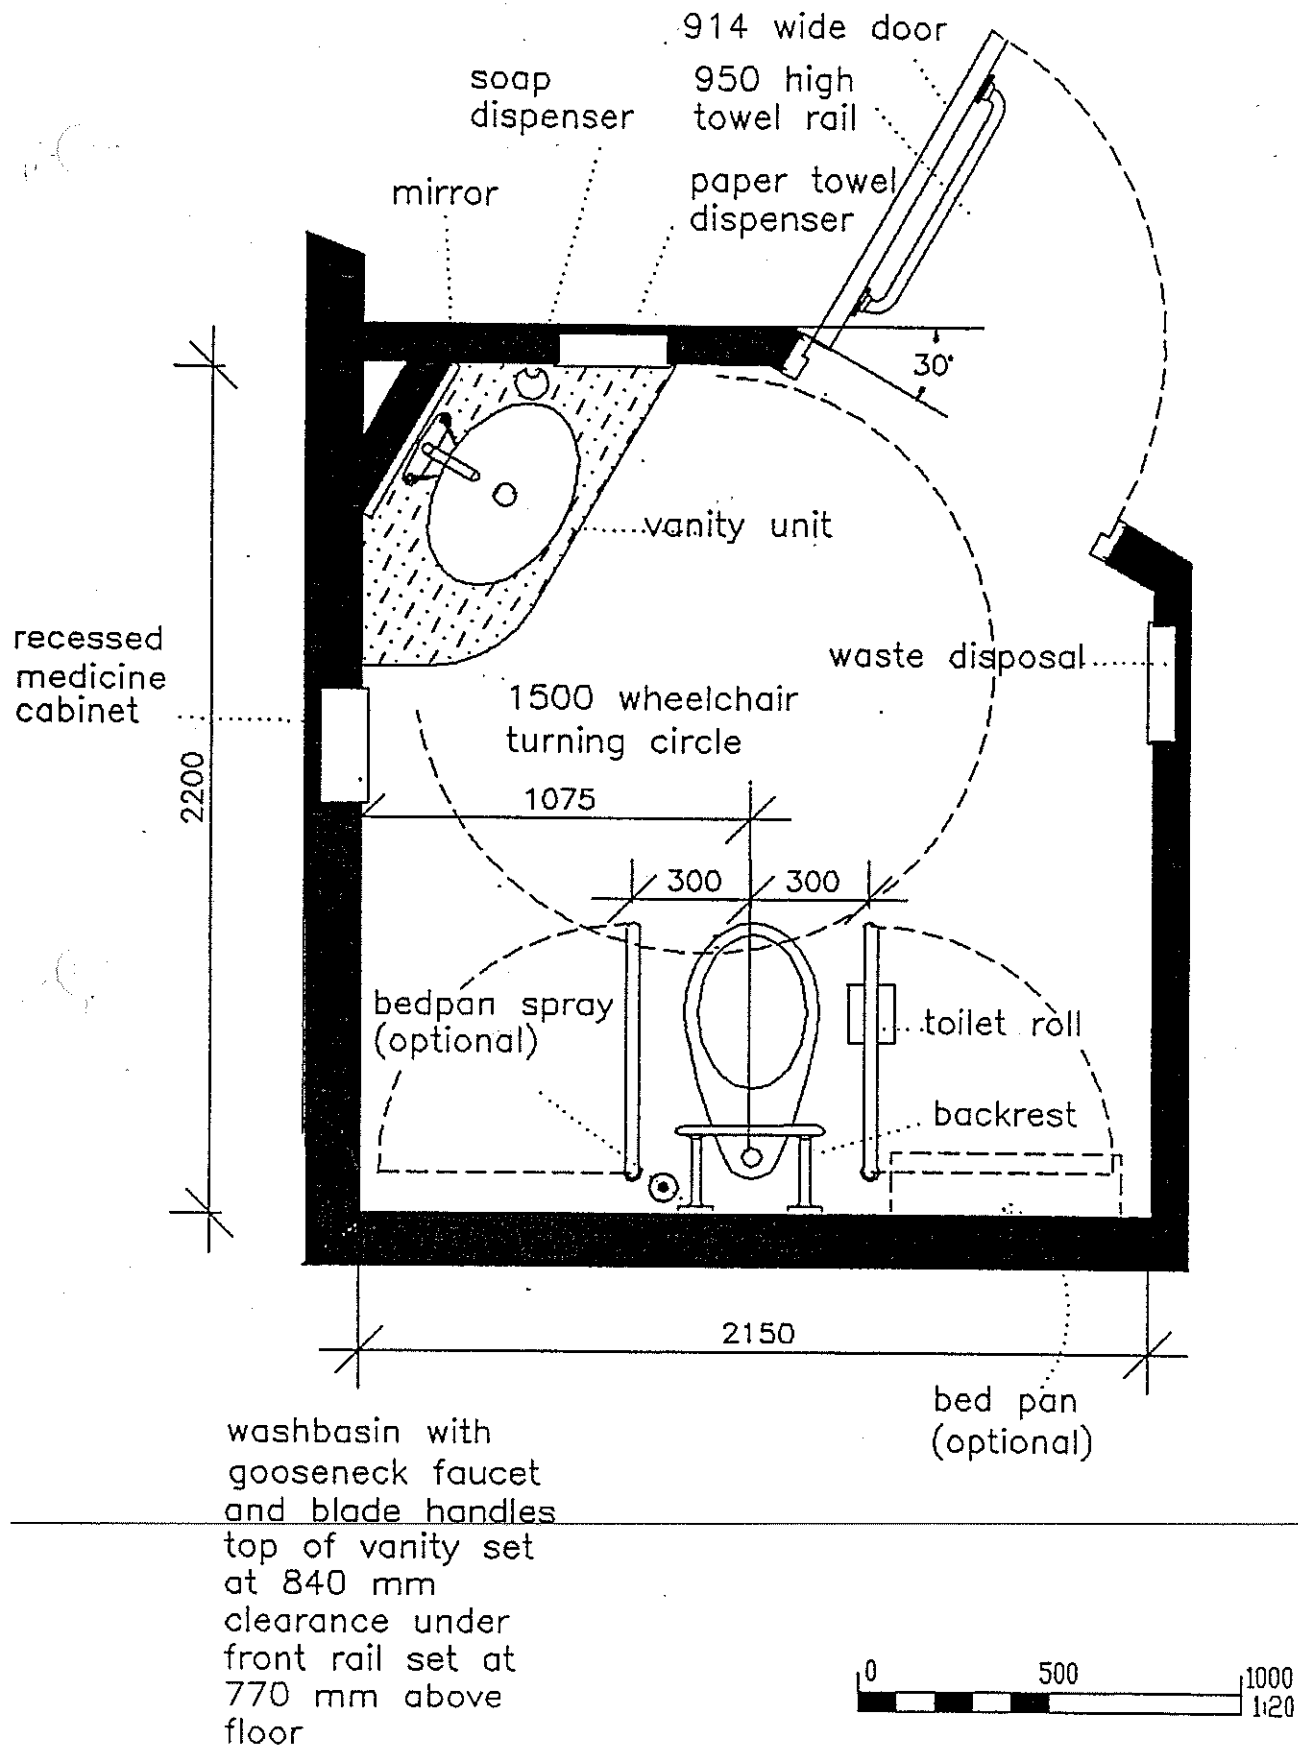 914 wide door
soap
dispenser
950 high
towel rail
mirror
paper towel
dispenser
30°
vanity unit
recessed
medicine
cabinet
waste disposal
1500 wheelchair
turning circle
2200
1075
300
300
bedpan spray
(optional)
toilet roll
backrest
2150
bed pan
(optional)
washbasin with
gooseneck faucet
and blade handles
top of vanity set
at 840 mm
clearance under
front rail set at
770 mm above
floor
0
500
1000
1:20